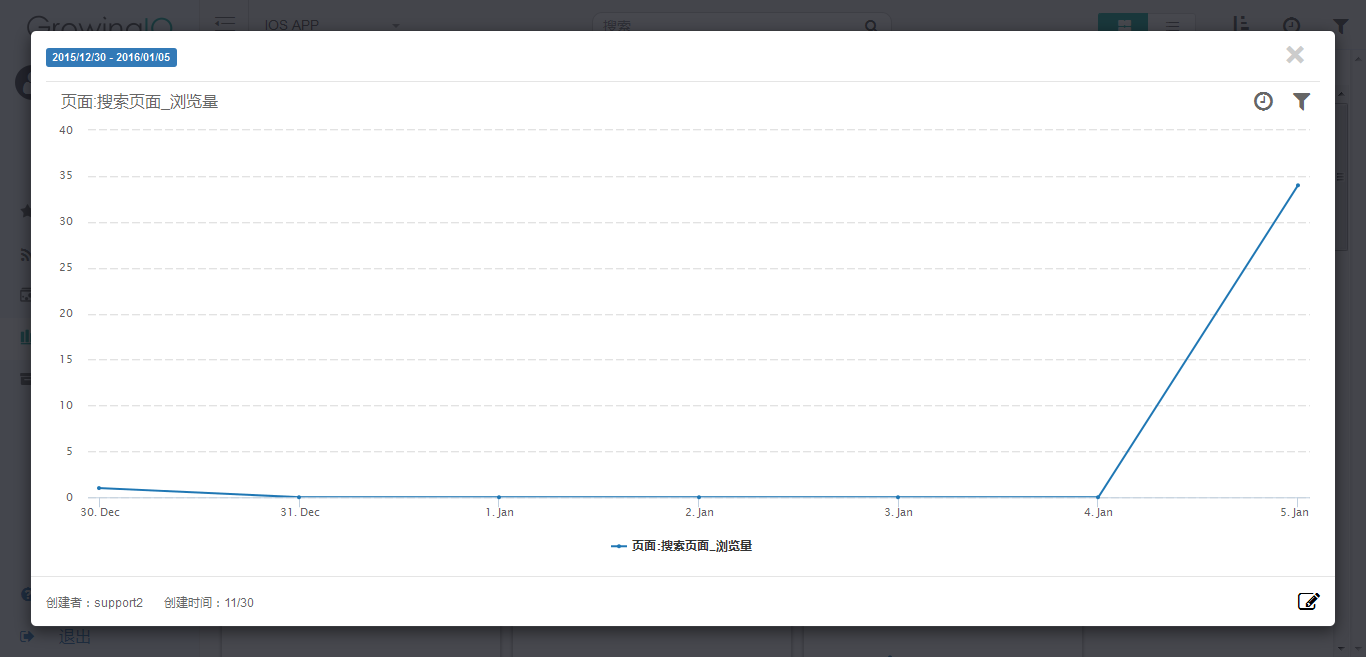 GrowingIO
IOS APP
搜索
2015/12/30 - 2016/01/05
页面:搜索页面_浏览量
40
35
30
25
20
15
10
5
0
30. Dec
31. Dec
1. Jan
2. Jan
3. Jan
4. Jan
5. Jan
页面:搜索页面_浏览量
创建者：support2
创建时间：11/30
退出